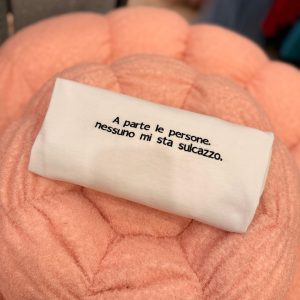 A parte le persone,
nessuno mi sta sulcazzo.